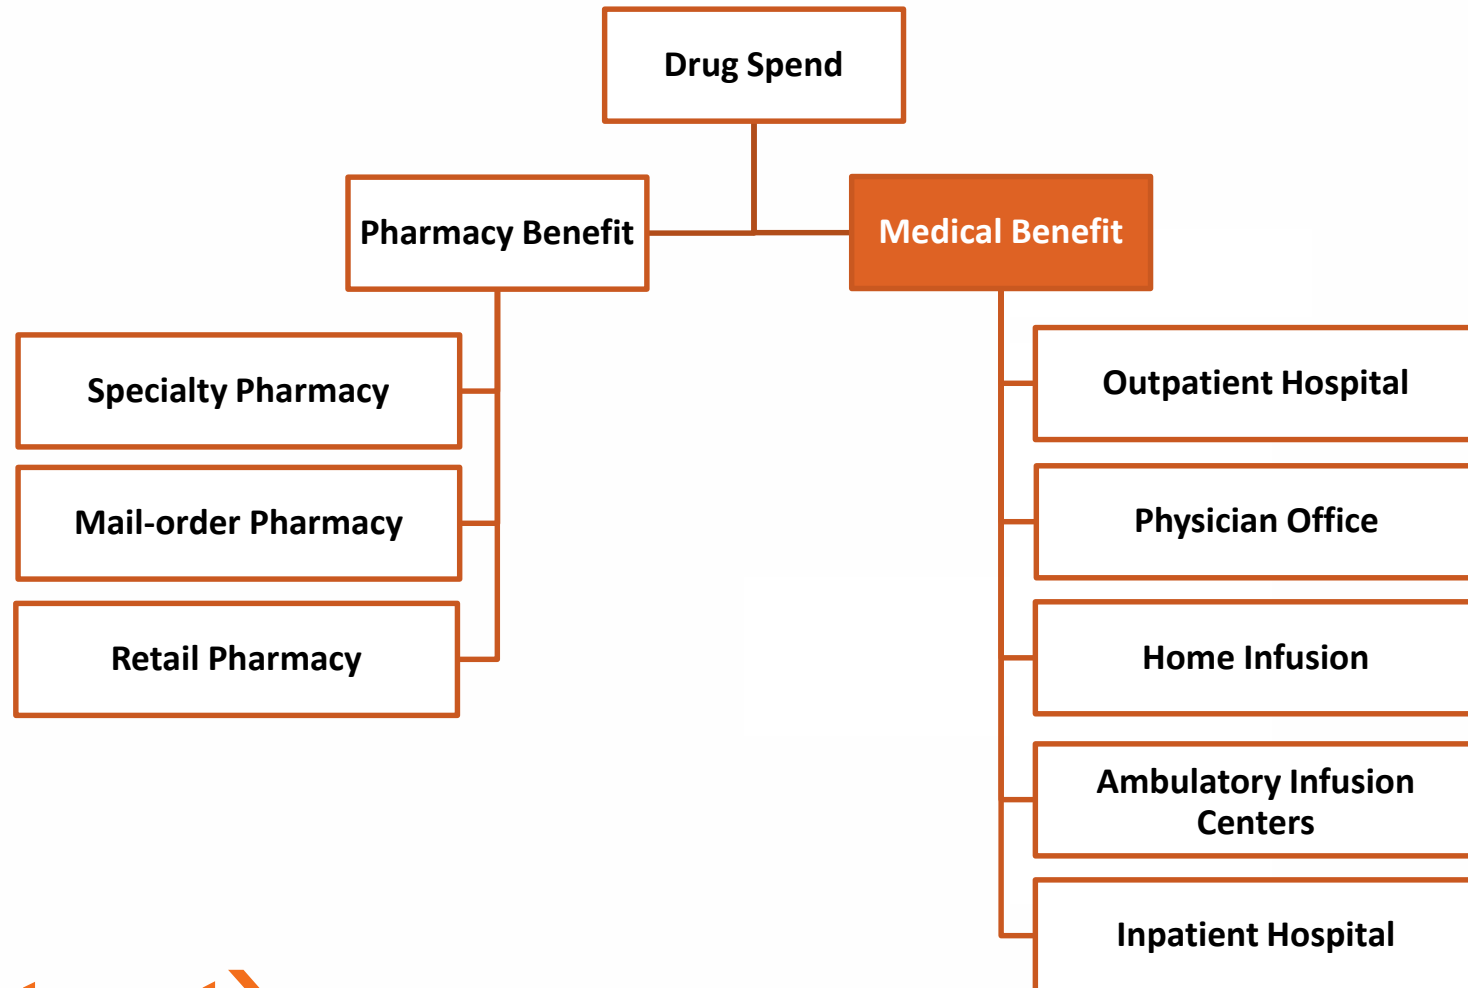 Drug Spend
Pharmacy Benefit
Medical Benefit
Specialty Pharmacy
Mail-order Pharmacy
Retail Pharmacy
Outpatient Hospital
Physician Office
Home Infusion
Ambulatory Infusion
Centers
Inpatient Hospital